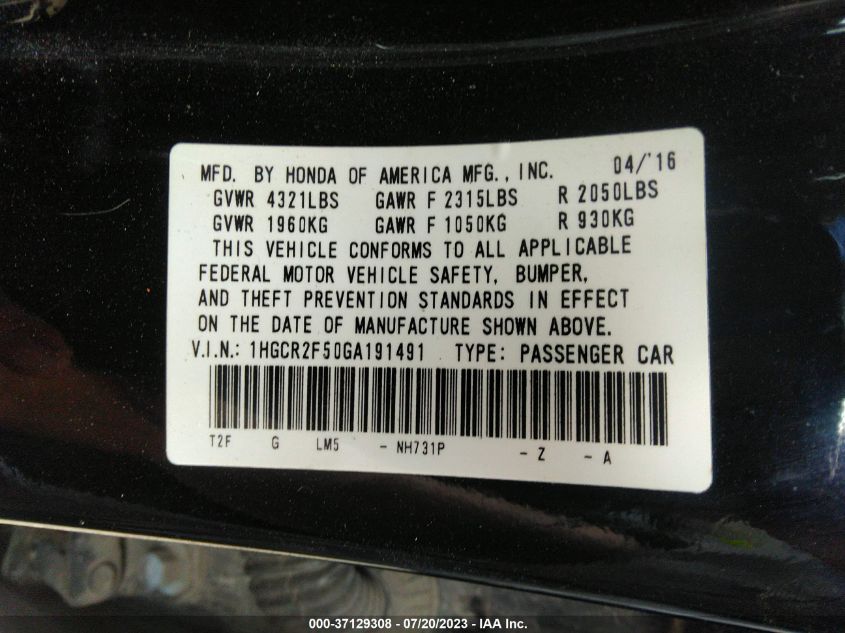 MFD. BY HONDA OF AMERICA MFG., INC. 04/'16
GVWR 4321LBS GAWR F 2315LBS R 2050LBS
GVWR 1960KG GAWR F 1050KG R 930KG
THIS VEHICLE CONFORMS TO ALL APPLICABLE
FEDERAL MOTOR VEHICLE SAFETY, BUMPER,
AND THEFT PREVENTION STANDARDS IN EFFECT
ON THE DATE OF MANUFACTURE SHOWN ABOVE.
V.I.N.: 1HGCR2F50GA191491 TYPE: PASSENGER CAR
T2F G LM5 - NH731P - Z - A
000-37129308 - 07/20/2023 - IAA Inc.